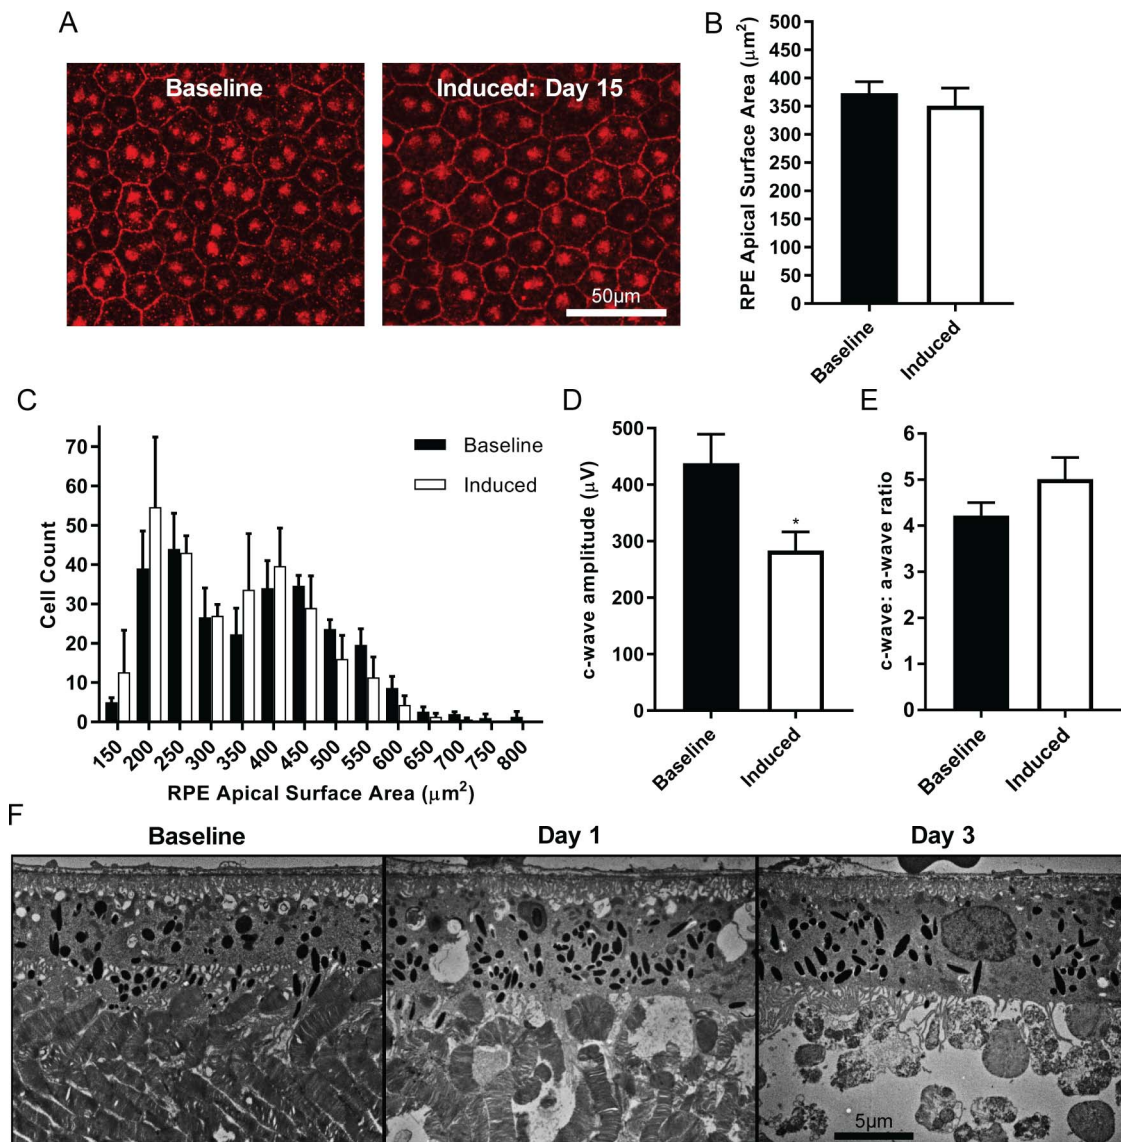 A
Baseline
Induced: Day 15
50µm
B
RPE Apical Surface Area (µm²)
500
450
400
350
300
250
200
150
100
50
0
Baseline
Induced
C
Cell Count
70
60
50
40
30
20
10
0
150
200
250
300
350
400
450
500
550
600
650
700
750
800
RPE Apical Surface Area (µm²)
Baseline
Induced
D
c-wave amplitude (µV)
500
400
300
200
100
0
*
Baseline
Induced
E
c-wave: a-wave ratio
6
5
4
3
2
1
0
Baseline
Induced
F
Baseline
Day 1
Day 3
5µm